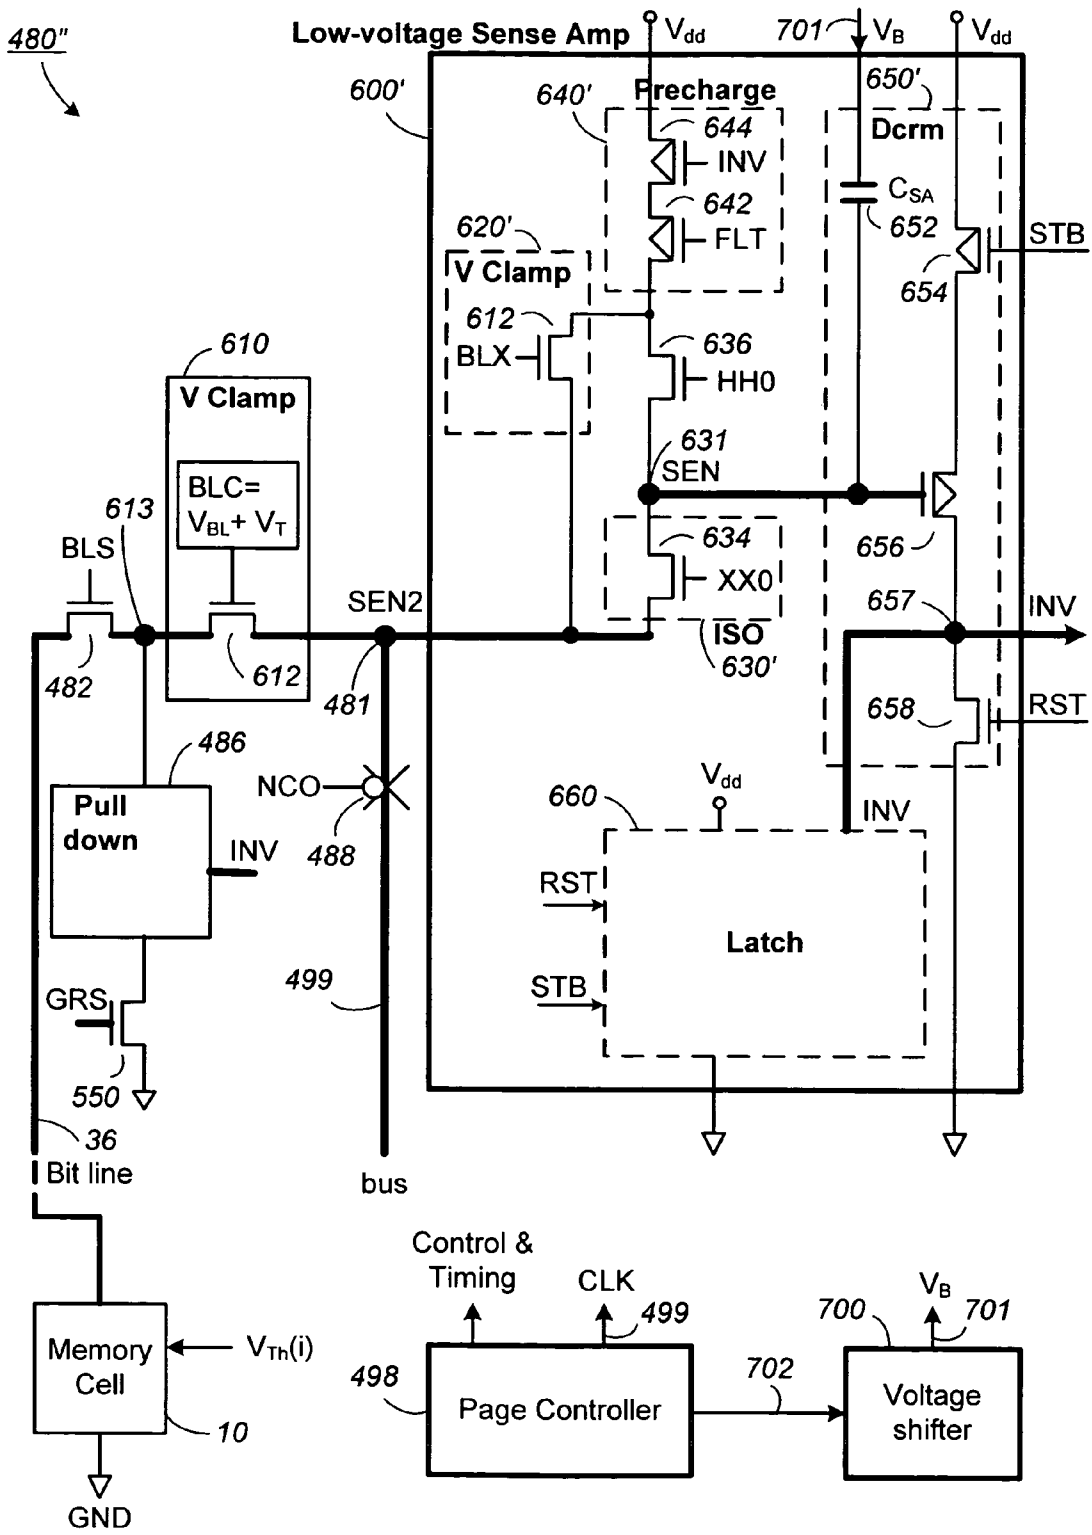 480"
Low-voltage Sense Amp
Vdd
701
VB
Vdd
600'
640'
Precharge
650'
644
INV
642
FLT
Dcrm
CSA
652
STB
654
620'
V Clamp
612
BLX
636
HH0
610
V Clamp
BLC=
VBL+ VT
613
BLS
482
612
SEN2
481
631
SEN
634
XX0
ISO
630'
656
657
INV
658
RST
486
Pull
down
INV
NCO
488
Vdd
660
INV
RST
Latch
STB
499
GRS
550
36
Bit line
bus
Control &
Timing
CLK
499
VB
701
700
Memory
Cell
VTh(i)
10
GND
498
Page Controller
702
Voltage
shifter